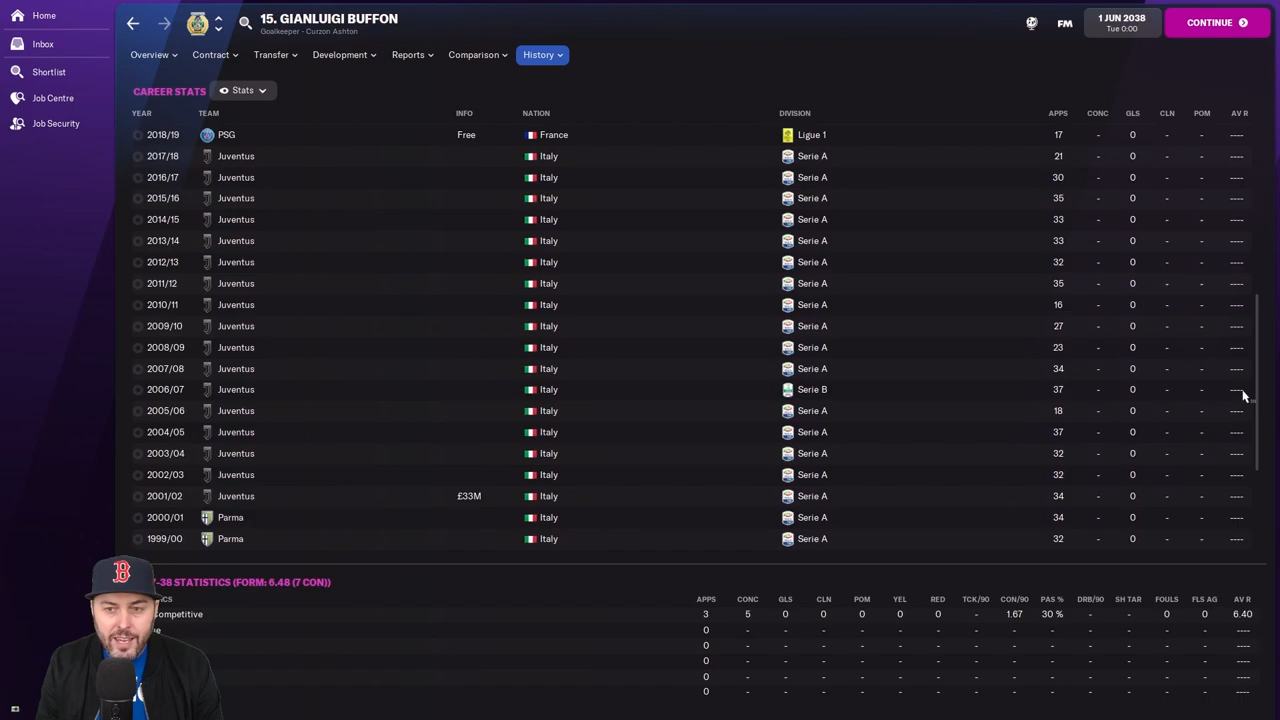 Home
Inbox
Shortlist
Job Centre
Job Security
15. GIANLUIGI BUFFON
Goalkeeper - Curzon Ashton
FM
1 JUN 2038
Tue 0:00
CONTINUE
Overview Contract Transfer Development Reports Comparison History
CAREER STATS Stats
YEAR TEAM INFO NATION DIVISION APPS CONC GLS CLN POM AV R
2018/19 PSG Free France Ligue 1 17 - 0 - - ----
2017/18 Juventus Italy Serie A 21 - 0 - - ----
2016/17 Juventus Italy Serie A 30 - 0 - - ----
2015/16 Juventus Italy Serie A 35 - 0 - - ----
2014/15 Juventus Italy Serie A 33 - 0 - - ----
2013/14 Juventus Italy Serie A 33 - 0 - - ----
2012/13 Juventus Italy Serie A 32 - 0 - - ----
2011/12 Juventus Italy Serie A 35 - 0 - - ----
2010/11 Juventus Italy Serie A 16 - 0 - - ----
2009/10 Juventus Italy Serie A 27 - 0 - - ----
2008/09 Juventus Italy Serie A 23 - 0 - - ----
2007/08 Juventus Italy Serie A 34 - 0 - - ----
2006/07 Juventus Italy Serie B 37 - 0 - - ----
2005/06 Juventus Italy Serie A 18 - 0 - - ----
2004/05 Juventus Italy Serie A 37 - 0 - - ----
2003/04 Juventus Italy Serie A 32 - 0 - - ----
2002/03 Juventus Italy Serie A 32 - 0 - - ----
2001/02 Juventus £33M Italy Serie A 34 - 0 - - ----
2000/01 Parma Italy Serie A 34 - 0 - - ----
1999/00 Parma Italy Serie A 32 - 0 - - ----
-38 STATISTICS (FORM: 6.48 (7 CON))
APPS CONC GLS CLN POM YEL RED TCK/90 CON/90 PAS % DRB/90 SH TAR FOULS FLS AG AV R
Competitive 3 5 0 0 0 0 0 - 1.67 30 % - - 0 0 6.40
0 - - - - - - - - - - - - - ----
0 - - - - - - - - - - - - - ----
0 - - - - - - - - - - - - - ----
0 - - - - - - - - - - - - - ----
0 - - - - - - - - - - - - - ----
B